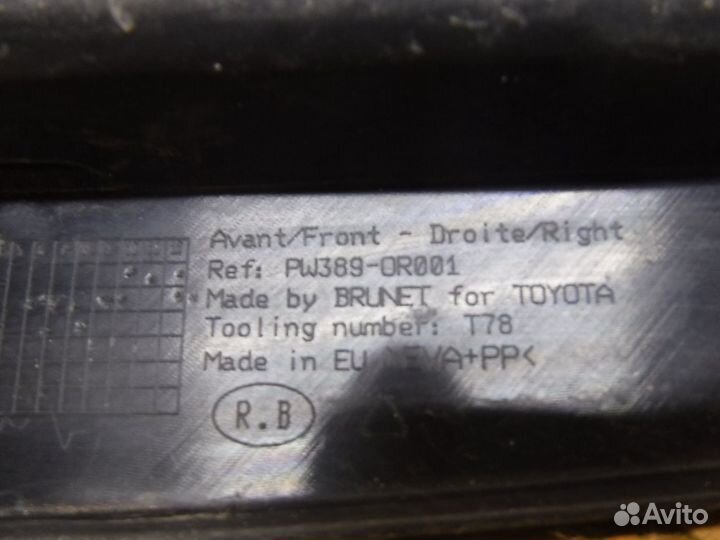 Avant/Front - Droite/Right
Ref: PW389-0R001
Made by BRUNET for TOYOTA
Tooling number: T78
Made in EU >EVA+PP<
R.B
Avito